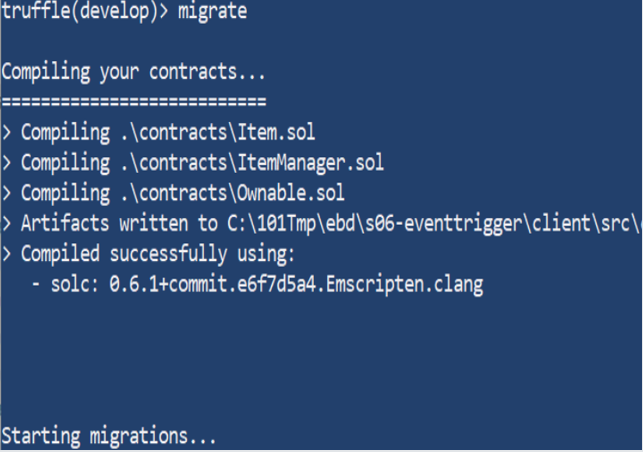 truffle(develop)> migrate
Compiling your contracts...
===========================
> Compiling .\contracts\Item.sol
> Compiling .\contracts\ItemManager.sol
> Compiling .\contracts\Ownable.sol
> Artifacts written to C:\101Tmp\ebd\s06-eventtrigger\client\src\
> Compiled successfully using:
- solc: 0.6.1+commit.e6f7d5a4.Emscripten.clang
Starting migrations...